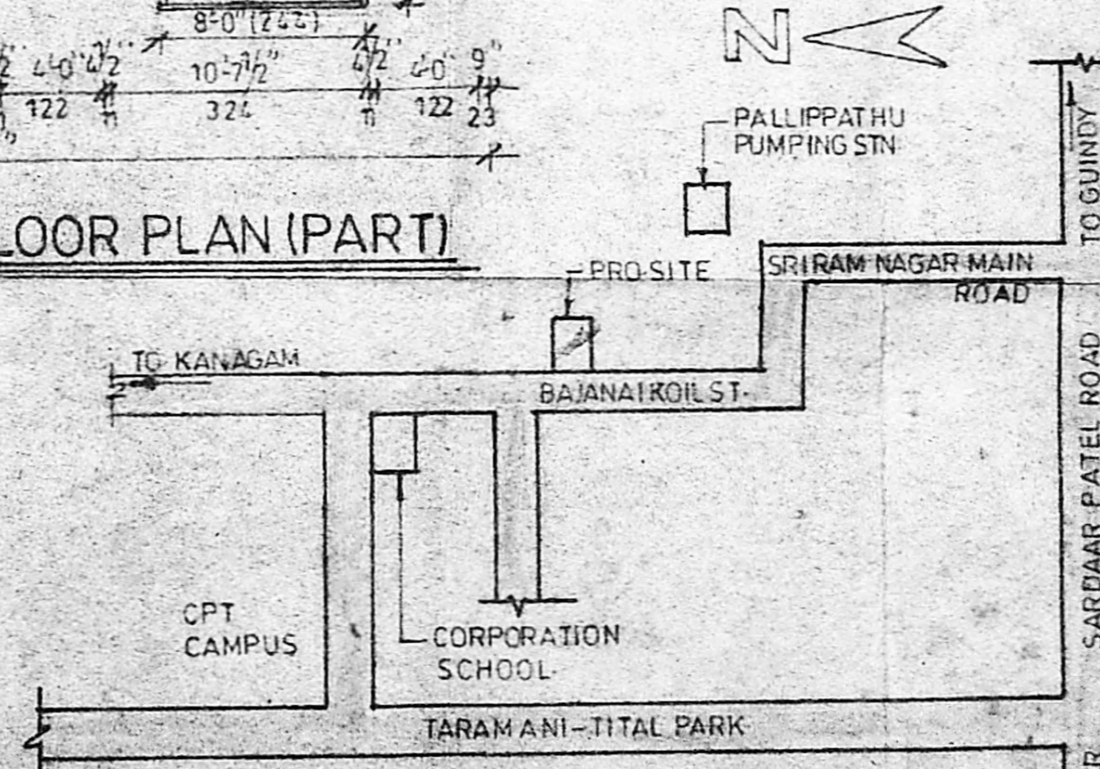 8'-0" (244)
4'-0" 4½" 10'-7½" 4½" 4'-0" 9"
122 11 324 11 122 23
N
PALLIPPATHU
PUMPING STN
TO GUINDY
LOOR PLAN (PART)
PRO-SITE
SRIRAM NAGAR MAIN
ROAD
TO KANAGAM
BAJANAI KOIL ST.
SARDAAR PATEL ROAD
CPT
CAMPUS
CORPORATION
SCHOOL.
TARAMANI-TITAL PARK